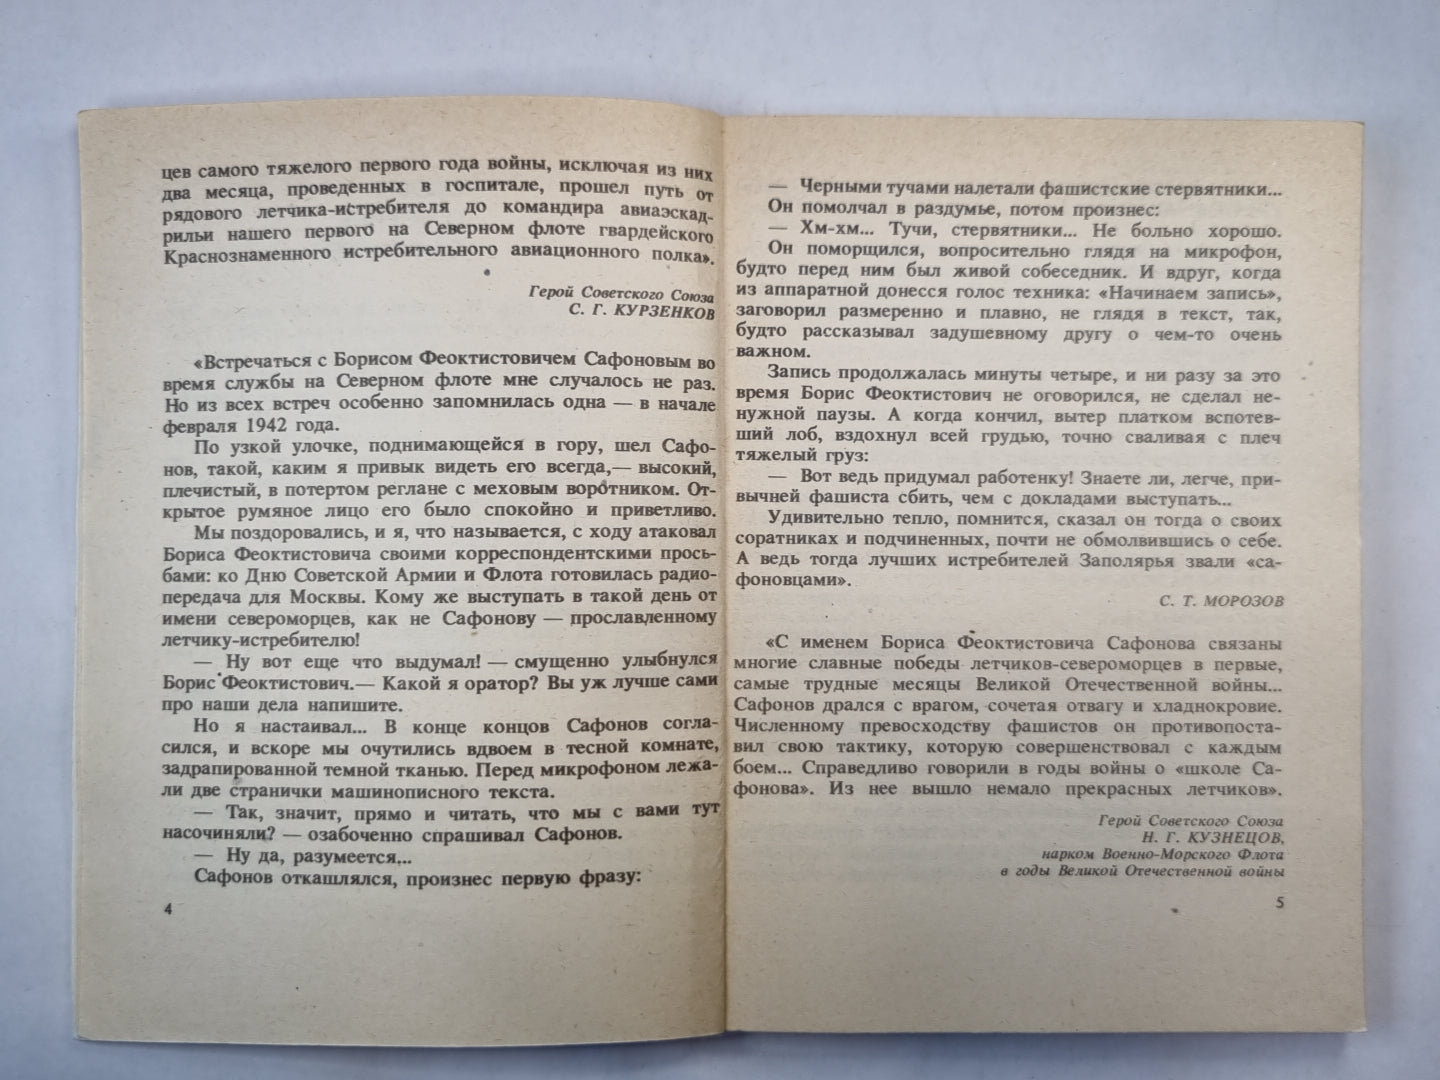 цев самого тяжелого первого года войны, исключая из них
два месяца, проведенных в госпитале, прошел путь от
рядового летчика-истребителя до командира авиаэскад-
рильи нашего первого на Северном флоте гвардейского
Краснознаменного истребительного авиационного полка».
Герой Советского Союза
С. Г. КУРЗЕНКОВ
«Встречаться с Борисом Феоктистовичем Сафоновым во
время службы на Северном флоте мне случалось не раз.
Но из всех встреч особенно запомнилась одна — в начале
февраля 1942 года.
По узкой улочке, поднимающейся в гору, шел Сафо-
нов, такой, каким я привык видеть его всегда,— высокий,
плечистый, в потертом реглане с меховым воротником. От-
крытое румяное лицо его было спокойно и приветливо.
Мы поздоровались, и я, что называется, с ходу атаковал
Бориса Феоктистовича своими корреспондентскими прось-
бами: ко Дню Советской Армии и Флота готовилась радио-
передача для Москвы. Кому же выступать в такой день от
имени североморцев, как не Сафонову — прославленному
летчику-истребителю!
— Ну вот еще что выдумал! — смущенно улыбнулся
Борис Феоктистович.— Какой я оратор? Вы уж лучше сами
про наши дела напишите.
Но я настаивал... В конце концов Сафонов согла-
сился, и вскоре мы очутились вдвоем в тесной комнате,
задрапированной темной тканью. Перед микрофоном лежа-
ли две странички машинописного текста.
— Так, значит, прямо и читать, что мы с вами тут
насочиняли? — озабоченно спрашивал Сафонов.
— Ну да, разумеется...
Сафонов откашлялся, произнес первую фразу:
4
— Черными тучами налетали фашистские стервятники...
Он помолчал в раздумье, потом произнес:
— Хм-хм... Тучи, стервятники... Не больно хорошо.
Он поморщился, вопросительно глядя на микрофон,
будто перед ним был живой собеседник. И вдруг, когда
из аппаратной донесся голос техника: «Начинаем запись»,
заговорил размеренно и плавно, не глядя в текст, так,
будто рассказывал задушевному другу о чем-то очень
важном.
Запись продолжалась минуты четыре, и ни разу за это
время Борис Феоктистович не оговорился, не сделал не-
нужной паузы. А когда кончил, вытер платком вспотев-
ший лоб, вздохнул всей грудью, точно сваливая с плеч
тяжелый груз:
— Вот ведь придумал работенку! Знаете ли, легче, при-
вычней фашиста сбить, чем с докладами выступать...
Удивительно тепло, помнится, сказал он тогда о своих
соратниках и подчиненных, почти не обмолвившись о себе.
А ведь тогда лучших истребителей Заполярья звали «са-
фоновцами».
С. Т. МОРОЗОВ
«С именем Бориса Феоктистовича Сафонова связаны
многие славные победы летчиков-североморцев в первые,
самые трудные месяцы Великой Отечественной войны...
Сафонов дрался с врагом, сочетая отвагу и хладнокровие.
Численному превосходству фашистов он противопоста-
вил свою тактику, которую совершенствовал с каждым
боем... Справедливо говорили в годы войны о «школе Са-
фонова». Из нее вышло немало прекрасных летчиков».
Герой Советского Союза
Н. Г. КУЗНЕЦОВ,
нарком Военно-Морского Флота
в годы Великой Отечественной войны
5